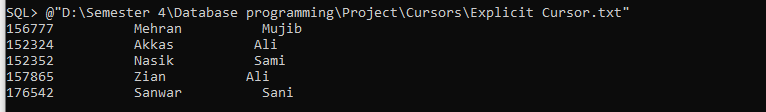 SQL> @"D:\Semester 4\Database programming\Project\Cursors\Explicit Cursor.txt"
156777 Mehran Mujib
152324 Akkas Ali
152352 Nasik Sami
157865 Zian Ali
176542 Sanwar Sani